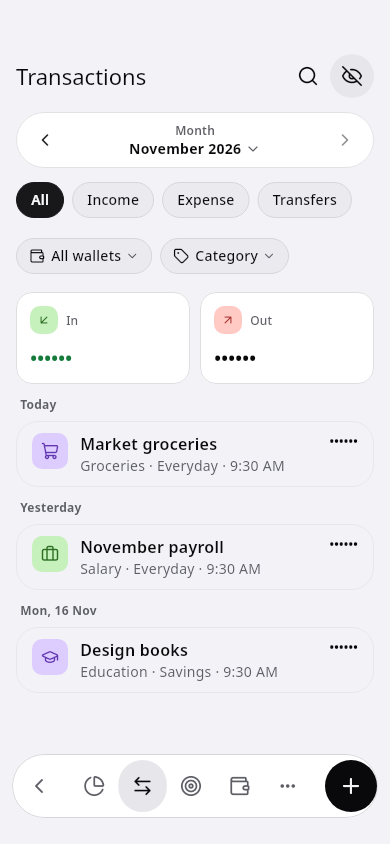 Transactions
Month
November 2026
All Income Expense Transfers
All wallets Category
In
••••••
Out
••••••
Today
Market groceries ••••••
Groceries · Everyday · 9:30 AM
Yesterday
November payroll ••••••
Salary · Everyday · 9:30 AM
Mon, 16 Nov
Design books ••••••
Education · Savings · 9:30 AM